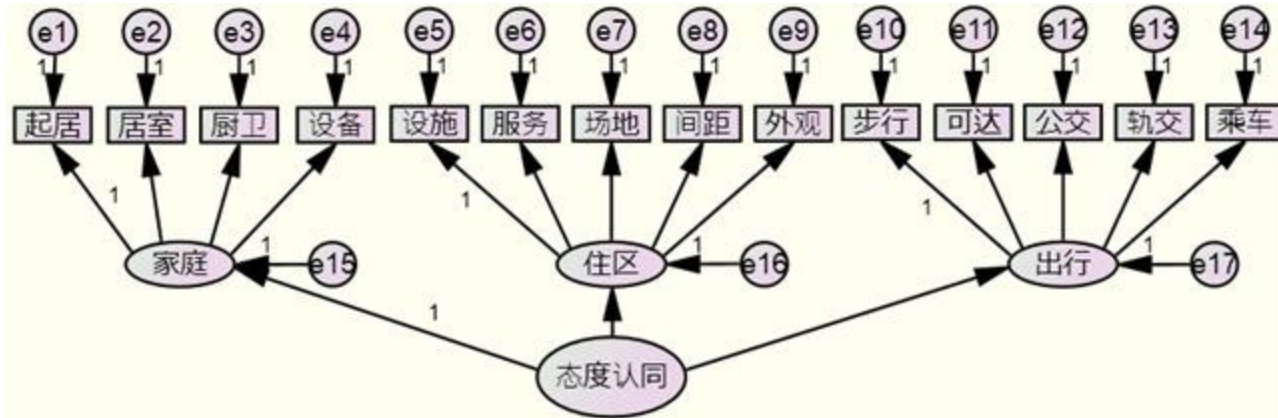 e1 e2 e3 e4 e5 e6 e7 e8 e9 e10 e11 e12 e13 e14
1 1 1 1 1 1 1 1 1 1 1 1 1 1
起居 居室 厨卫 设备 设施 服务 场地 间距 外观 步行 可达 公交 轨交 乘车
1 1 1
家庭 1 e15 住区 1 e16 出行 1 e17
1
态度认同